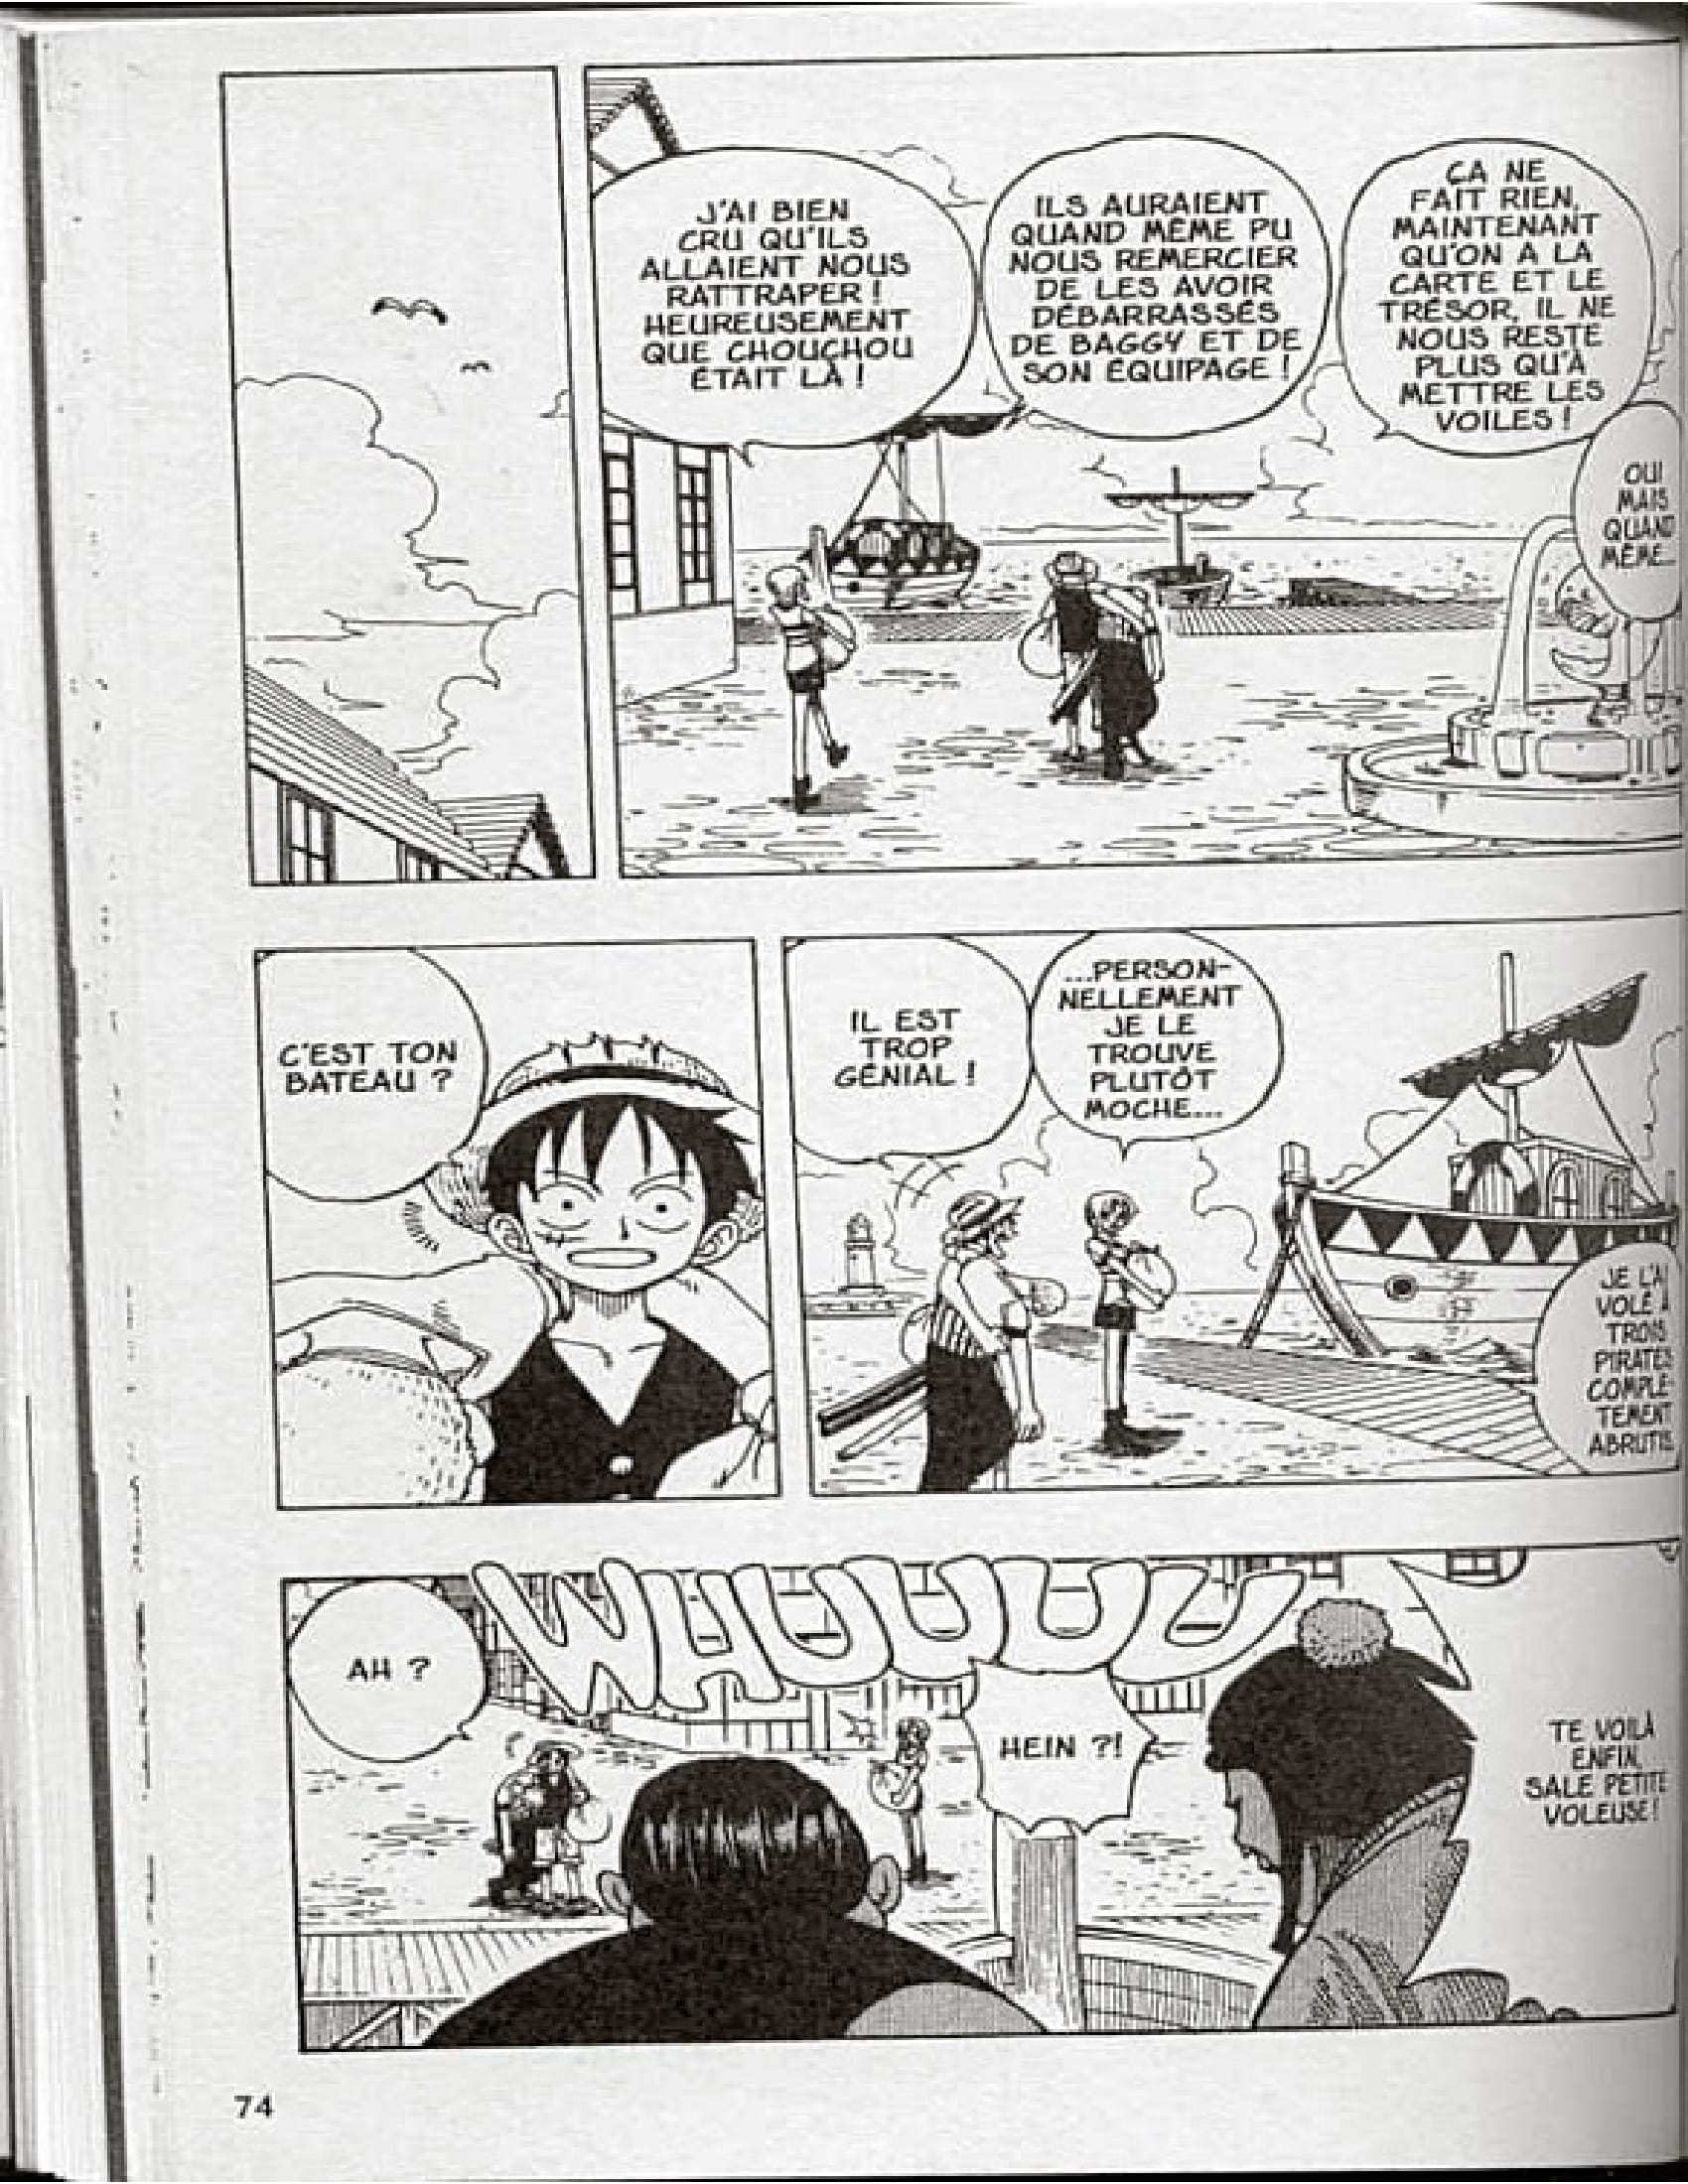 J'AI BIEN
CRU QU'ILS
ALLAIENT NOUS
RATTRAPER !
HEUREUSEMENT
QUE CHOUCHOU
ÉTAIT LÀ !
ILS AURAIENT
QUAND MÊME PU
NOUS REMERCIER
DE LES AVOIR
DÉBARRASSÉS
DE BAGGY ET DE
SON ÉQUIPAGE !
ÇA NE
FAIT RIEN,
MAINTENANT
QU'ON A LA
CARTE ET LE
TRÉSOR, IL NE
NOUS RESTE
PLUS QU'À
METTRE LES
VOILES !
OUI
MAIS
QUAND
MÊME...
C'EST TON
BATEAU ?
IL EST
TROP
GÉNIAL !
...PERSON-
NELLEMENT
JE LE
TROUVE
PLUTÔT
MOCHE...
JE L'AI
VOLÉ À
TROIS
PIRATES
COMPLÈ-
TEMENT
ABRUTIS
AH ?
WHUUUU
HEIN ?!
TE VOILÀ
ENFIN,
SALE PETITE
VOLEUSE !
74